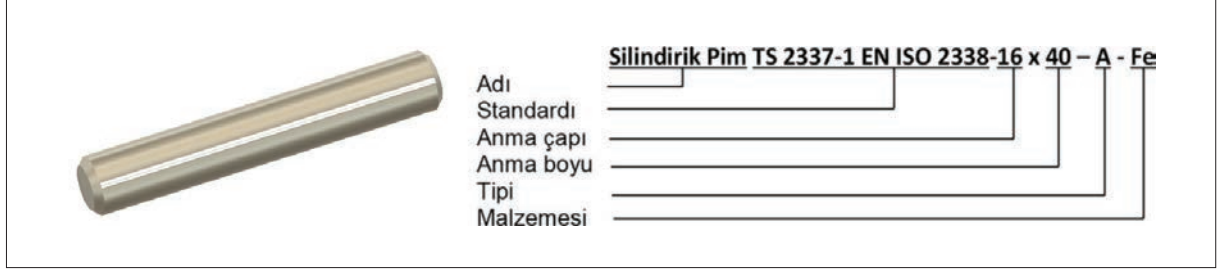 Silindirik Pim TS 2337-1 EN ISO 2338-16 x 40 – A - Fe
Adı
Standardı
Anma çapı
Anma boyu
Tipi
Malzemesi